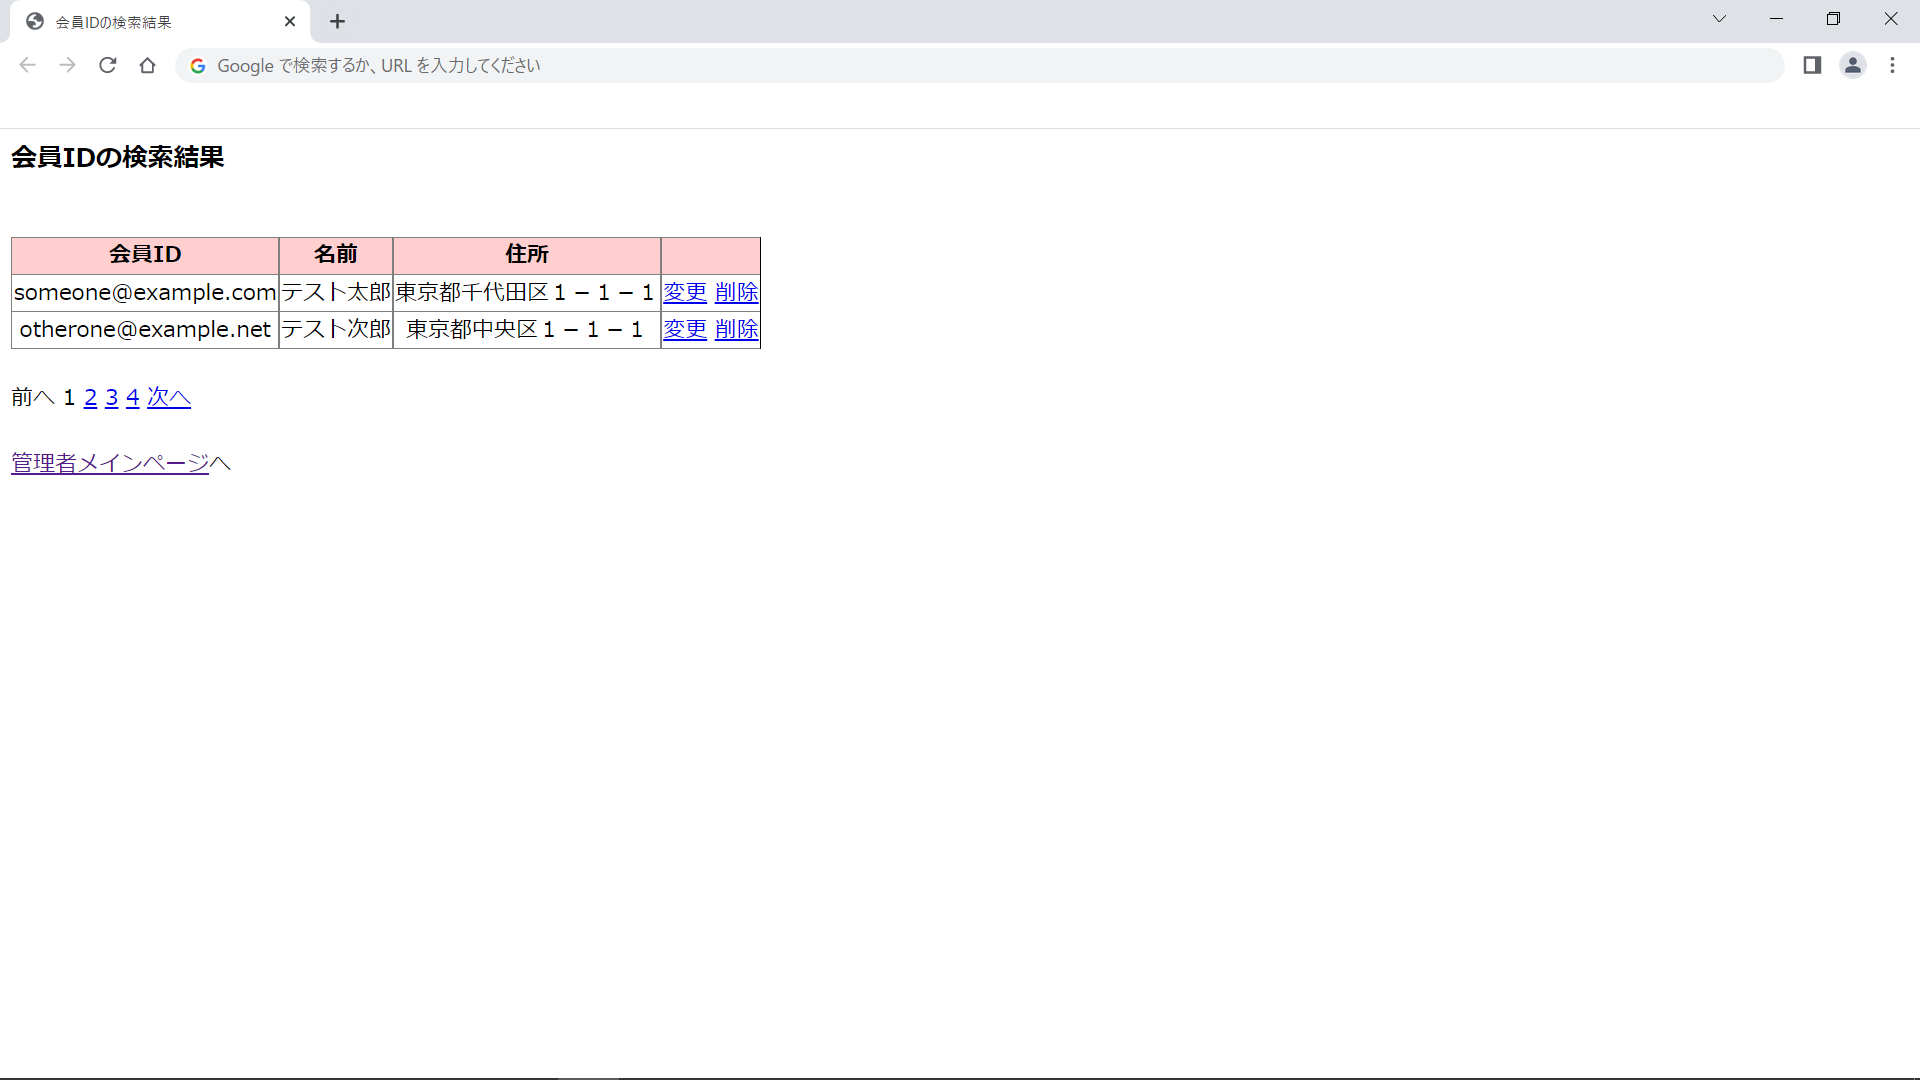 会員IDの検索結果
Google で検索するか、URL を入力してください
会員IDの検索結果
会員ID 名前 住所
someone@example.com テスト太郎 東京都千代田区１－１－１ 変更 削除
otherone@example.net テスト次郎 東京都中央区１－１－１ 変更 削除
前へ 1 2 3 4 次へ
管理者メインページへ